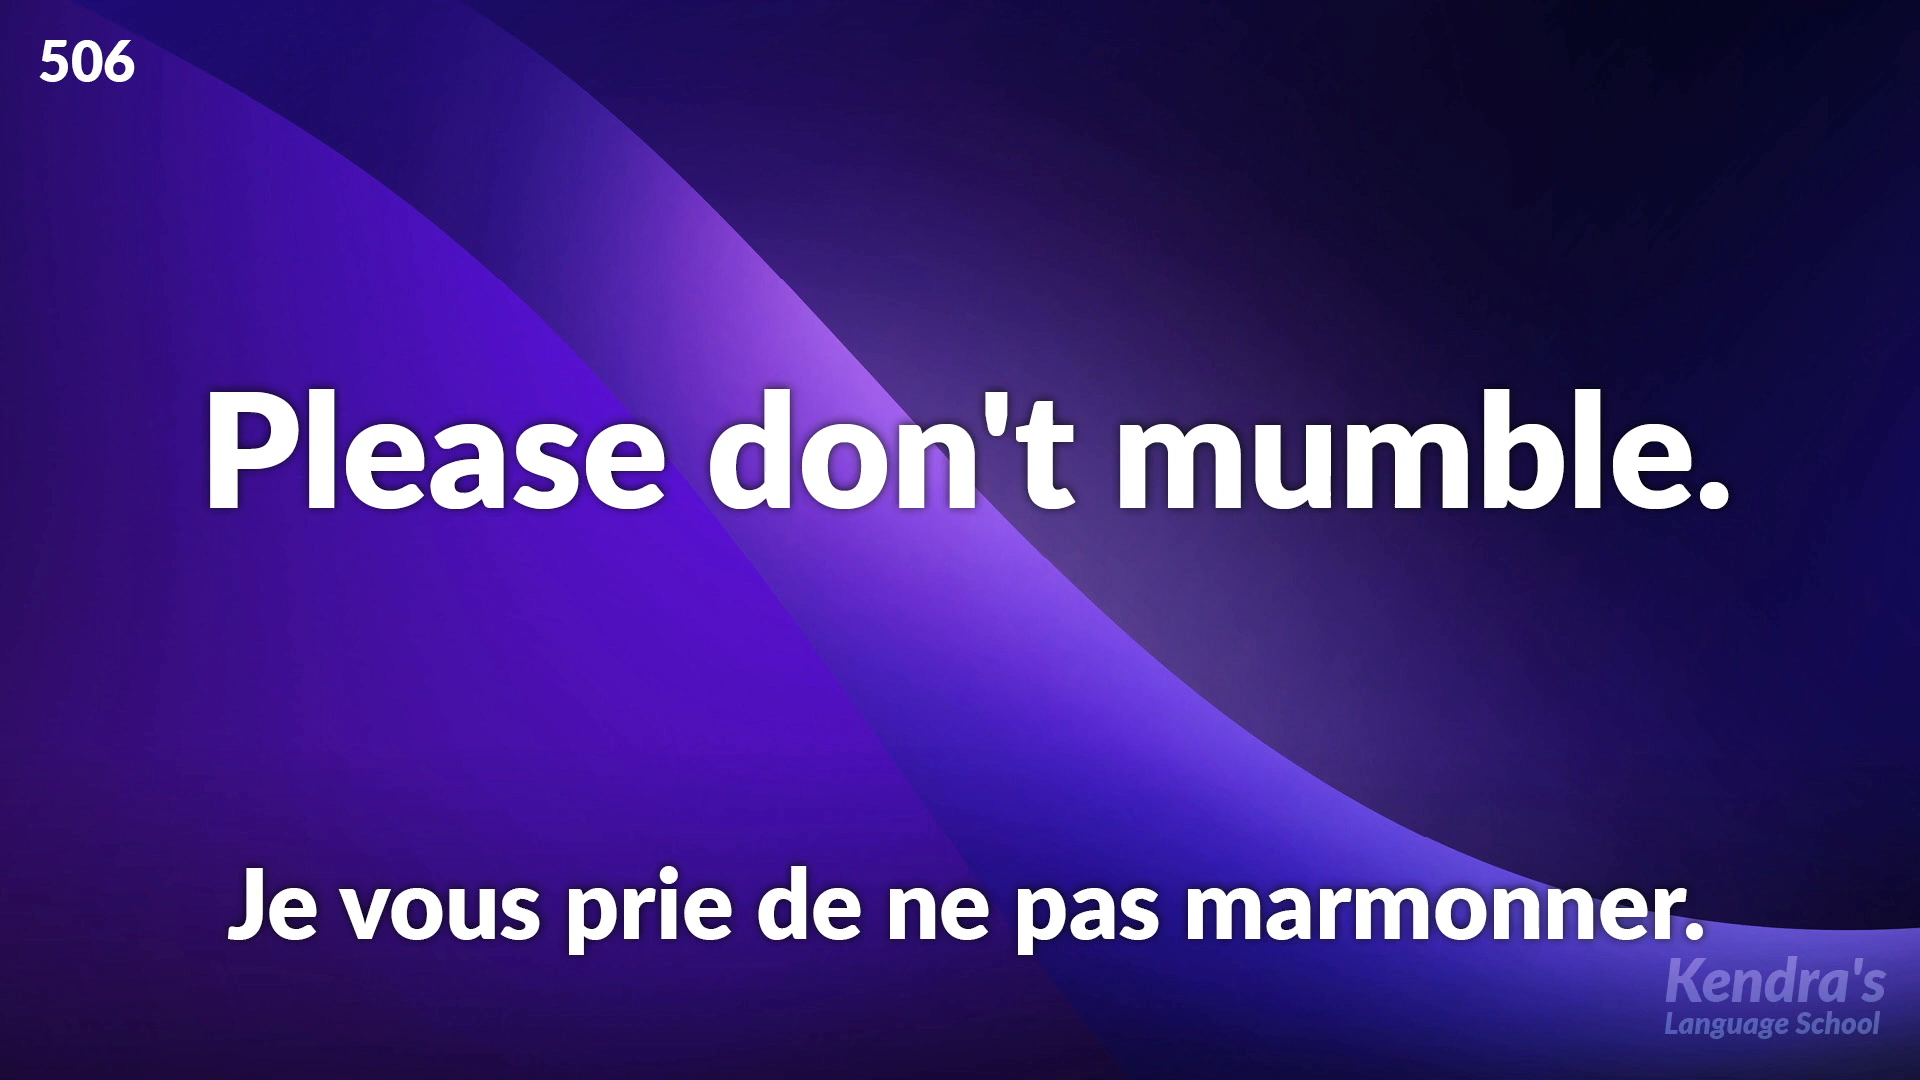 506
Please don't mumble.
Je vous prie de ne pas marmonner.
Kendra's
Language School